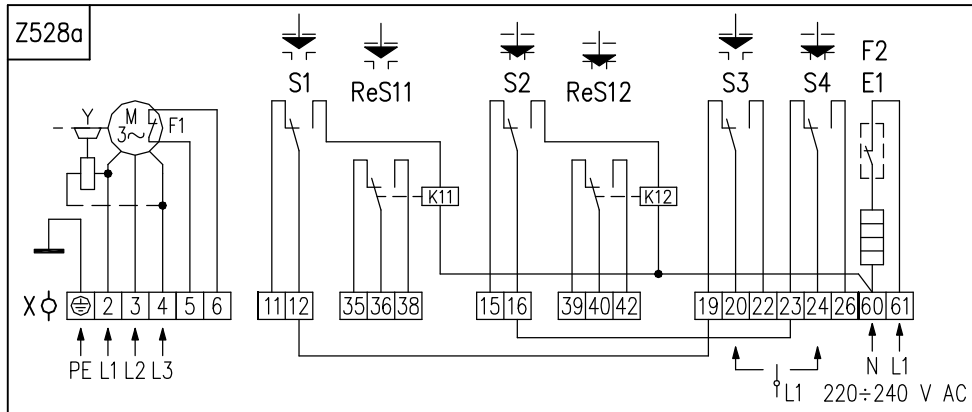 Z528a
S1
ReS11
S2
ReS12
S3
S4
F2
E1
Y
M
3~
F1
K11
K12
X
2 3 4 5 6
11 12
35 36 38
15 16
39 40 42
19 20 22 23 24 26 60 61
PE L1 L2 L3
N L1
L1 220÷240 V AC